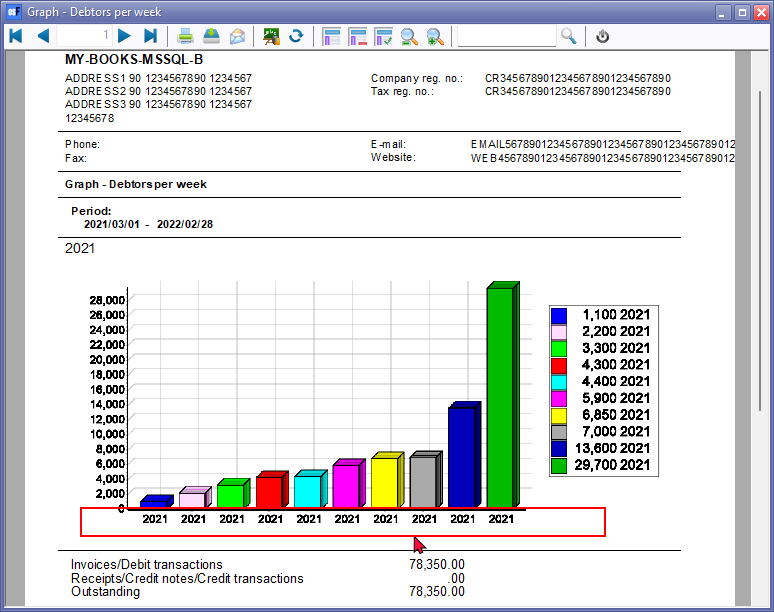 Graph - Debtors per week
1
MY-BOOKS-MSSQL-B
ADDRESS1 90 1234567890 1234567
Company reg. no.: CR345678901234567890123456789​0
ADDRESS2 90 1234567890 1234567
Tax reg. no.: CR3456789012345678901234567890
ADDRESS3 90 1234567890 1234567
12345678
Phone:
E-mail: EMAIL56789012345678901234567890123456789012
Fax:
Website: WEB456789012345678901234567890123456789012
Graph - Debtors per week
Period:
2021/03/01 - 2022/02/28
2021
28,000
26,000
24,000
22,000
20,000
18,000
16,000
14,000
12,000
10,000
8,000
6,000
4,000
2,000
0
2021 2021 2021 2021 2021 2021 2021 2021 2021 2021
1,100 2021
2,200 2021
3,300 2021
4,300 2021
4,400 2021
5,900 2021
6,850 2021
7,000 2021
13,600 2021
29,700 2021
Invoices/Debit transactions 78,350.00
Receipts/Credit notes/Credit transactions .00
Outstanding 78,350.00